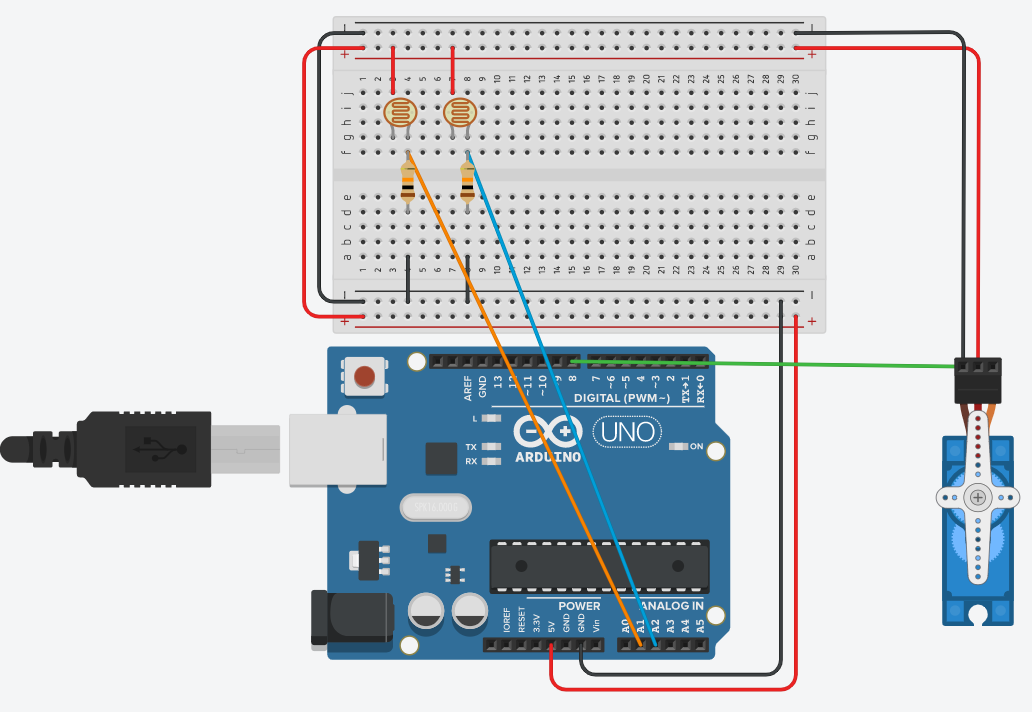 − −
+ +
1 2 3 4 5 6 7 8 9 10 11 12 13 14 15 16 17 18 19 20 21 22 23 24 25 26 27 28 29 30
j j
i i
h h
g g
f f
e e
d d
c c
b b
a a
1 2 3 4 5 6 7 8 9 10 11 12 13 14 15 16 17 18 19 20 21 22 23 24 25 26 27 28 29 30
− −
+ +
AREF GND 13 12 ~11 ~10 ~9 8 7 ~6 ~5 4 ~3 2 TX→1 RX←0
DIGITAL (PWM~)
L
TX
RX
ARDUINO
UNO
ON
POWER ANALOG IN
IOREF RESET 3.3V 5V GND GND Vin A0 A1 A2 A3 A4 A5